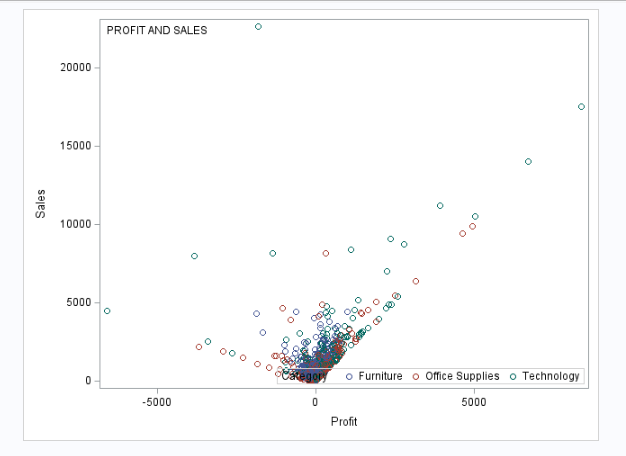 PROFIT AND SALES
20000
15000
10000
5000
0
Sales
Category Furniture Office Supplies Technology
-5000 0 5000
Profit